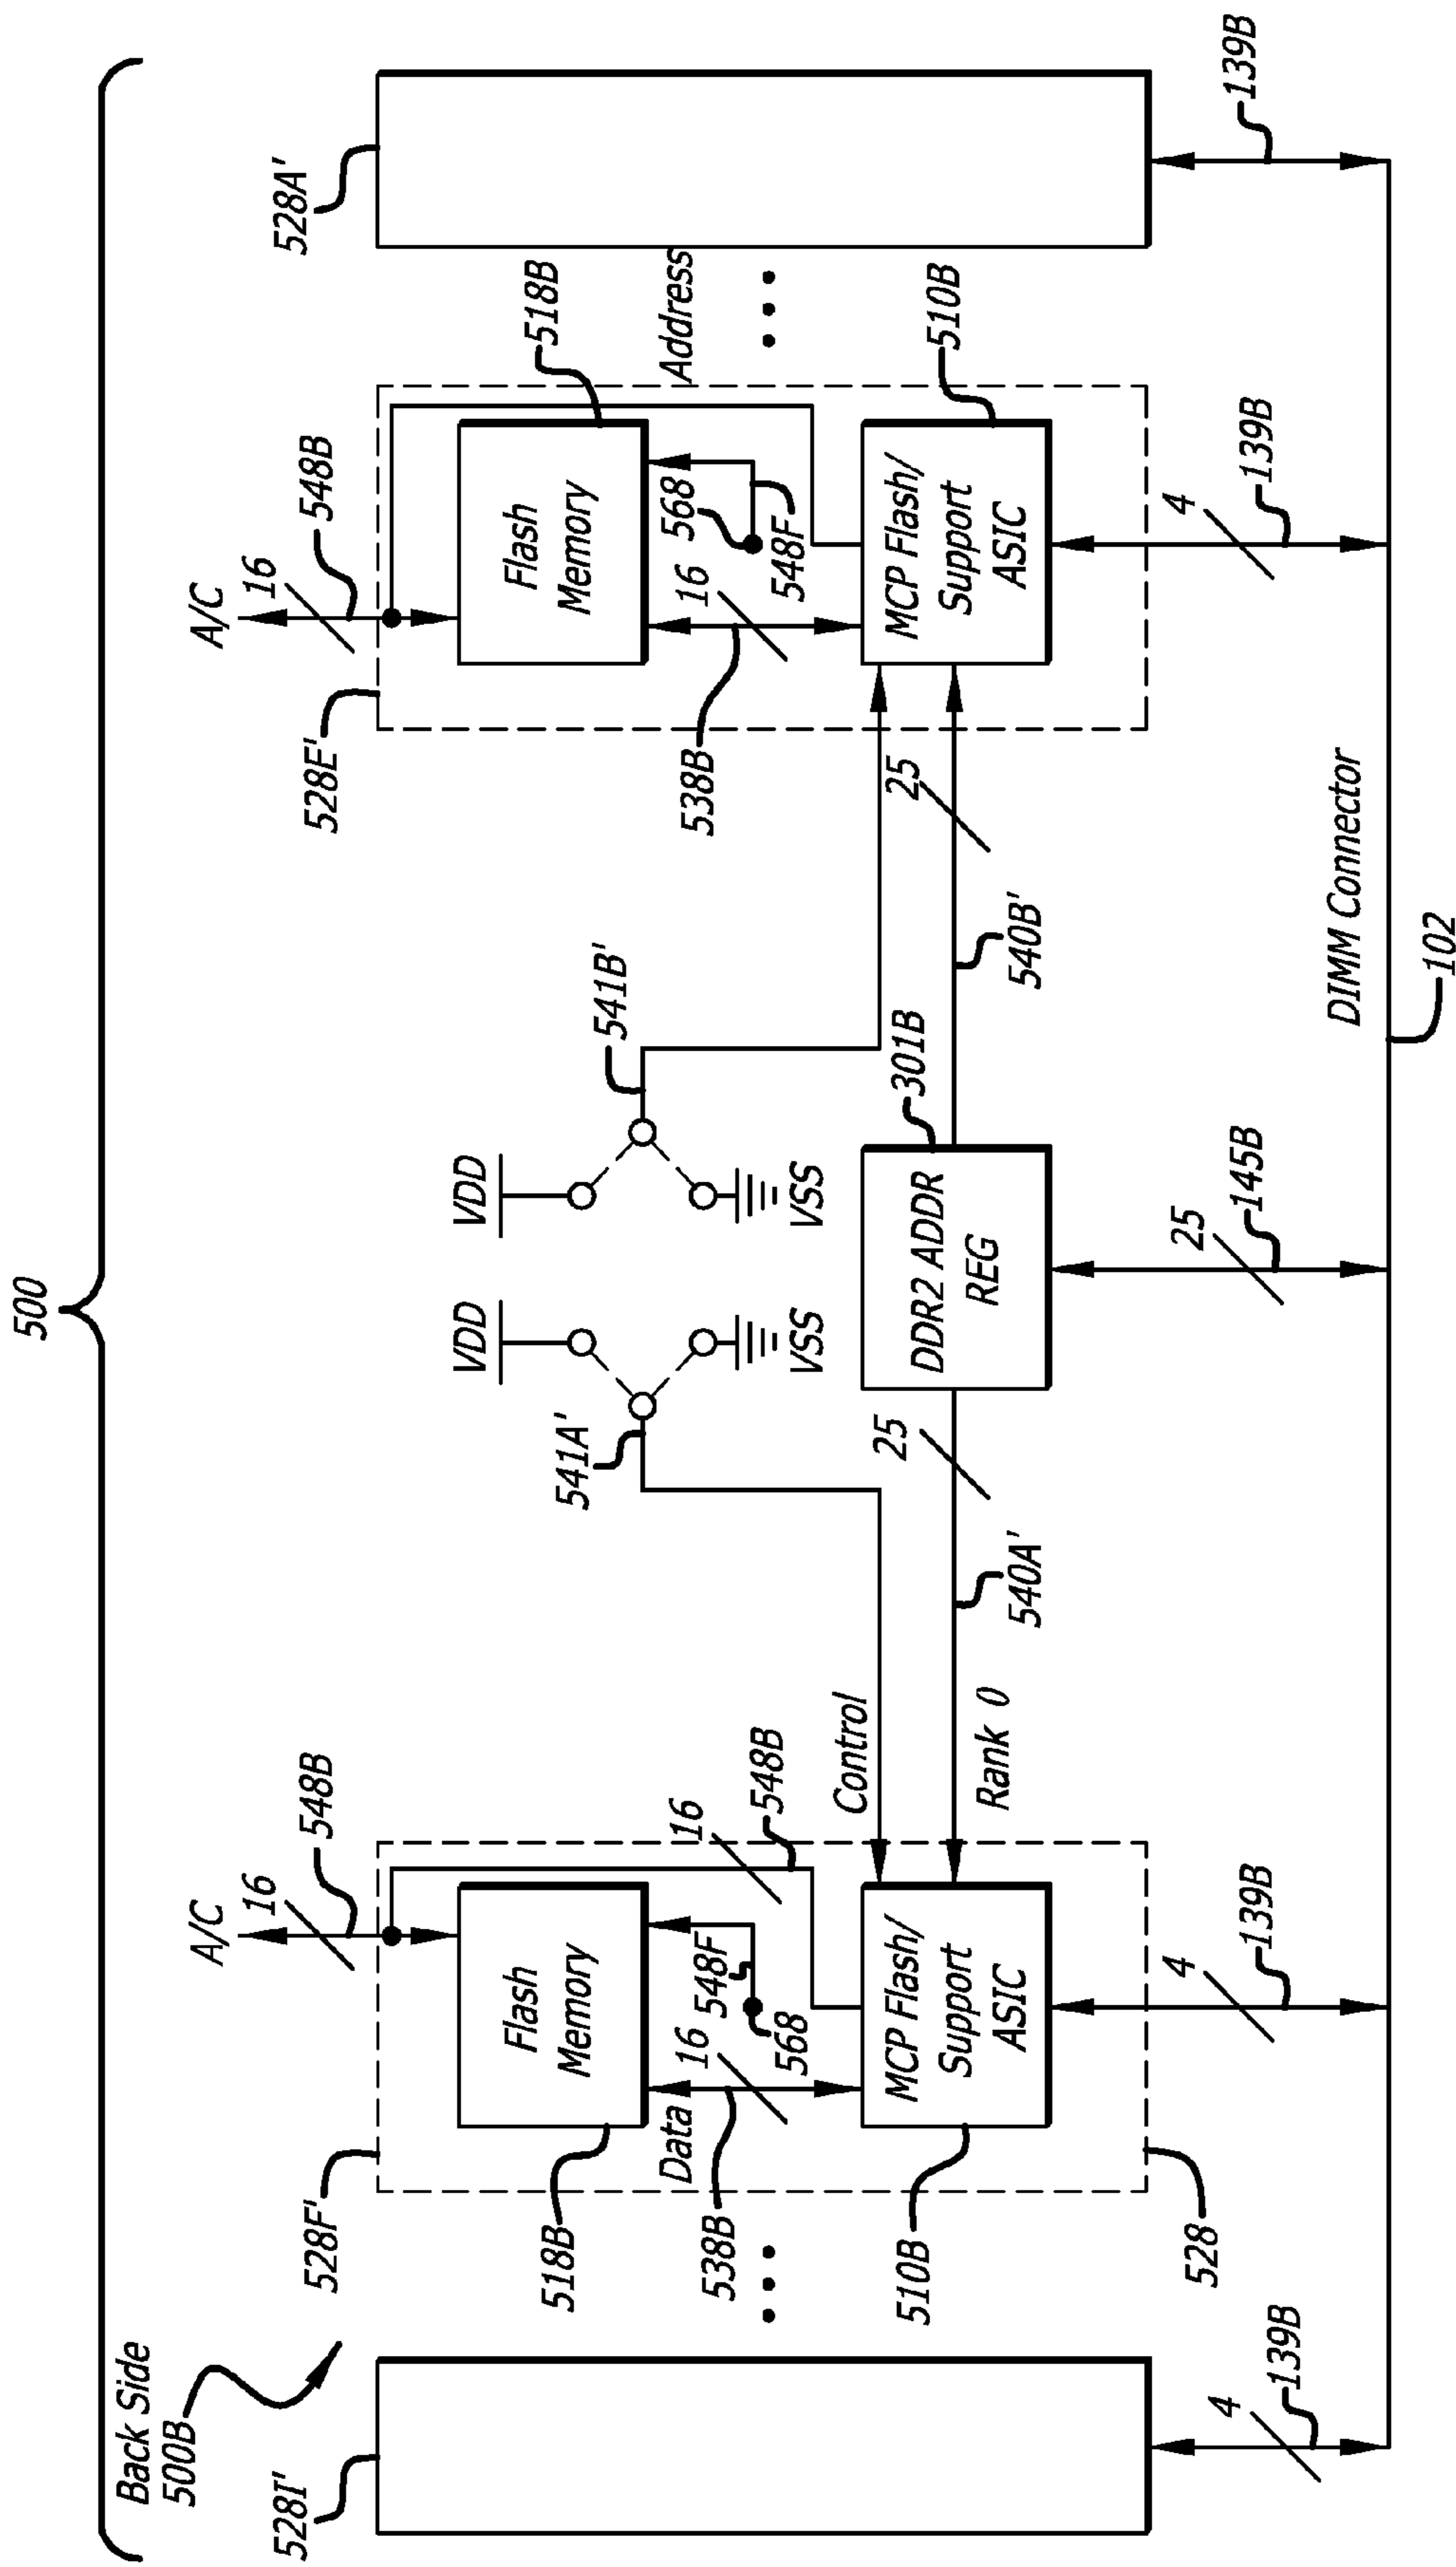 500
Back Side
500B
528I'
528F'
528E'
528A'
A/C
16
548B
A/C
16
548B
VDD
VDD
541A'
541B'
VSS
VSS
Flash
Memory
518B
Flash
Memory
518B
Data
538B
16
568
548F
16
548B
538B
16
568
548F
Address
Control
Rank 0
25
540A'
DDR2 ADDR
REG
301B
25
540B'
MCP Flash/
Support
ASIC
510B
528
MCP Flash/
Support
ASIC
510B
4
139B
4
139B
25
145B
4
139B
139B
DIMM Connector
102